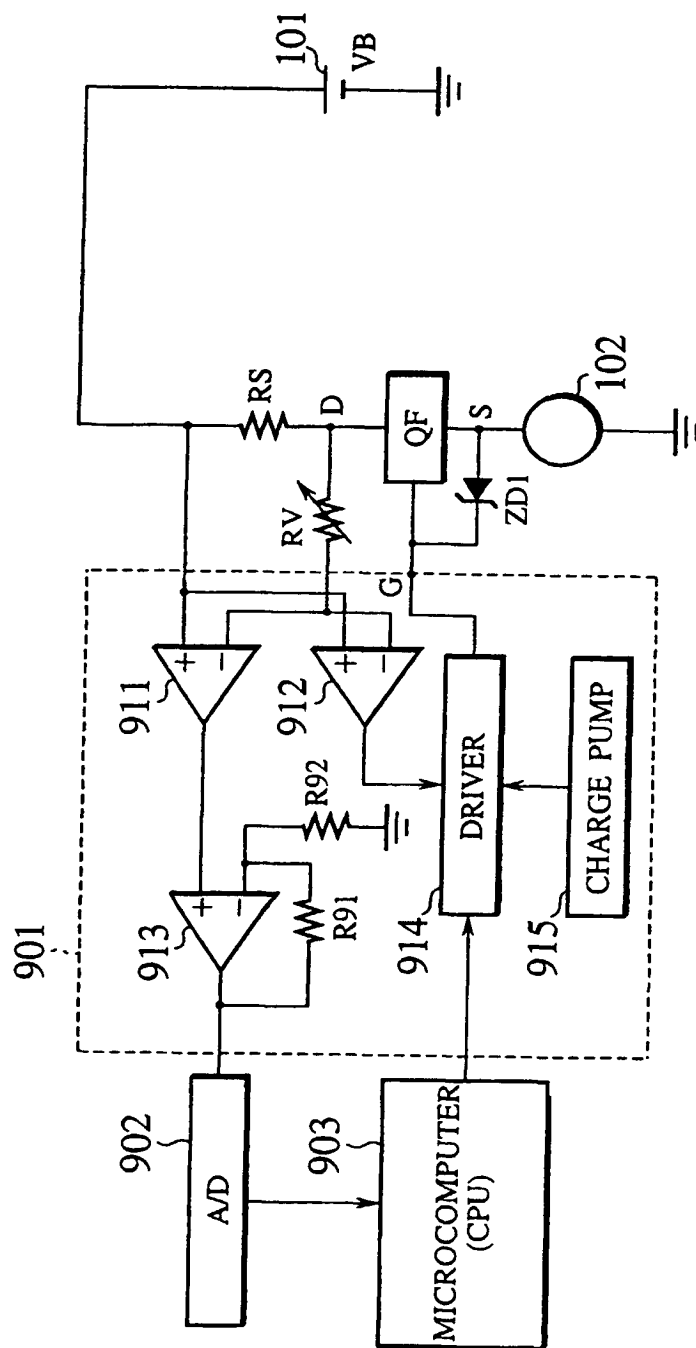 901
902
A/D
903
MICROCOMPUTER
(CPU)
913
+
−
R91
R92
911
+
−
912
+
−
914
DRIVER
915
CHARGE PUMP
RV
RS
D
G
QF
S
ZD1
102
101
VB